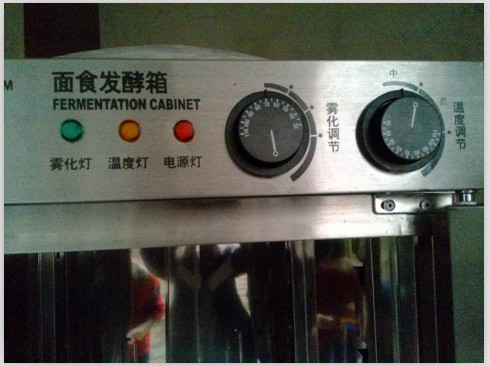 M
面食发酵箱
FERMENTATION CABINET
雾化灯 温度灯 电源灯
雾化调节
中
高
温度调节